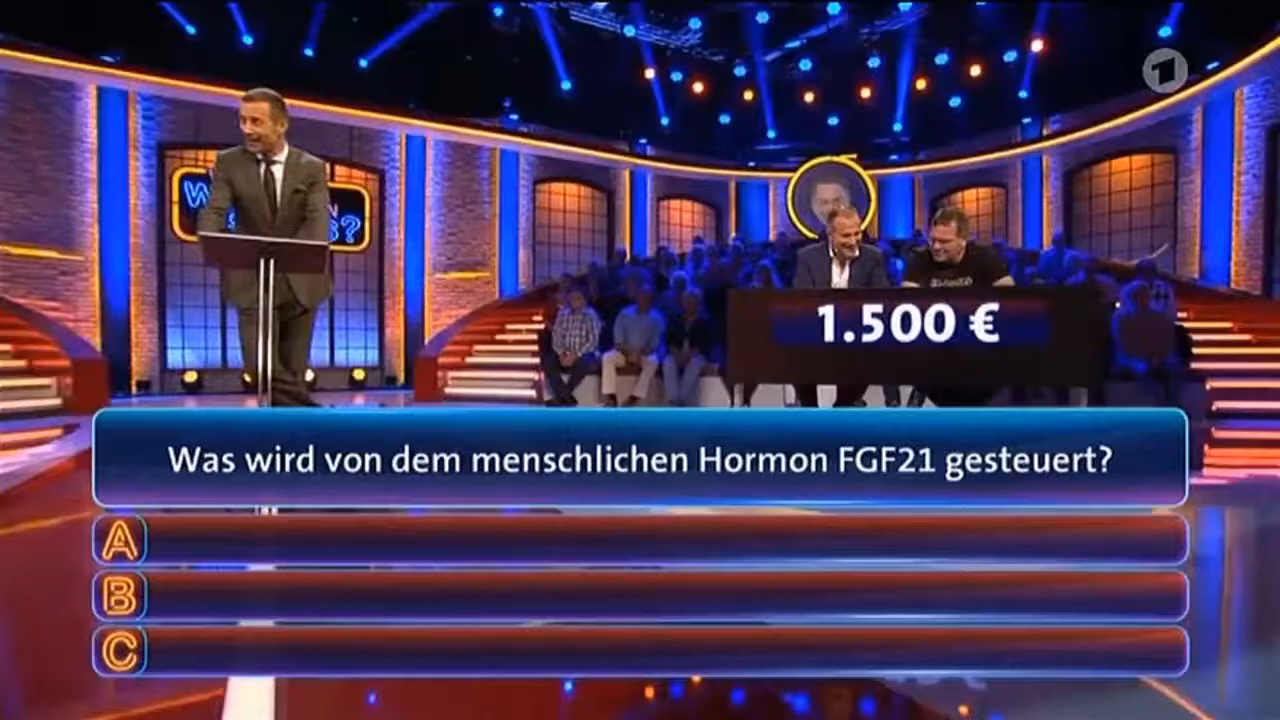 1.500 €
Was wird von dem menschlichen Hormon FGF21 gesteuert?
A
B
C